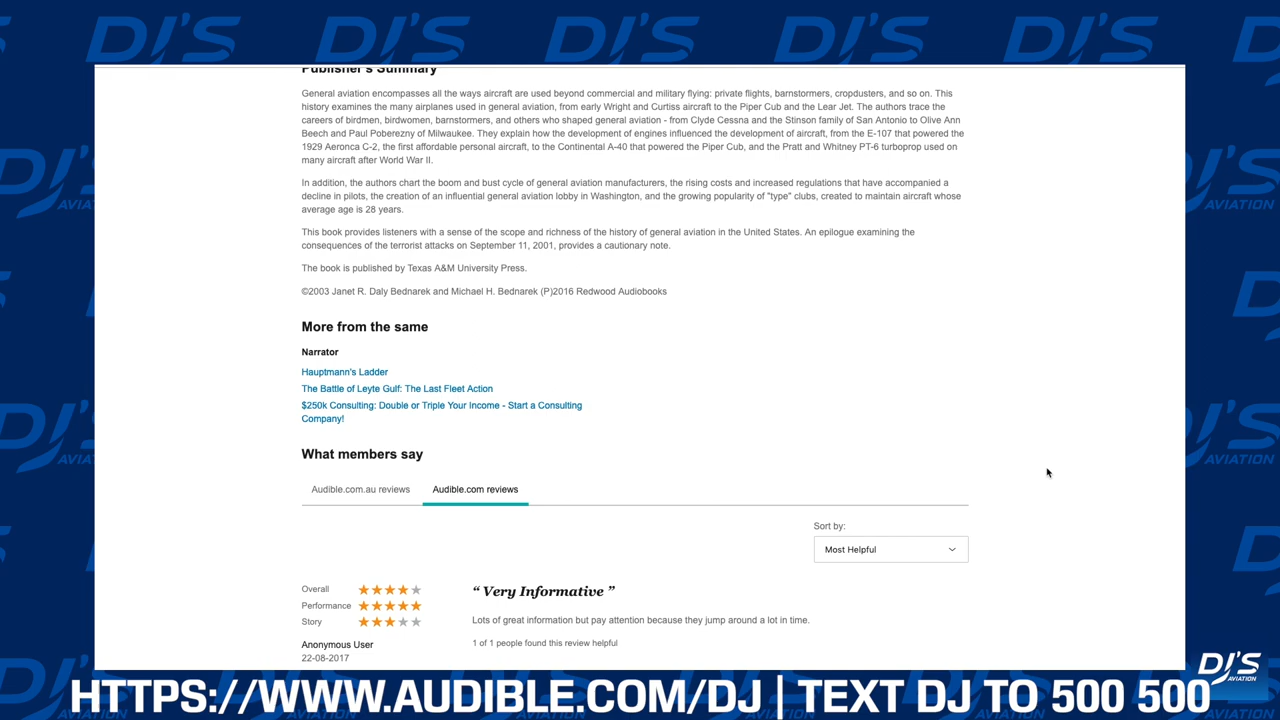 DJ'S DJ'S DJ'S DJ'S DJ'S
Publisher's Summary
General aviation encompasses all the ways aircraft are used beyond commercial and military flying: private flights, barnstormers, cropdusters, and so on. This
history examines the many airplanes used in general aviation, from early Wright and Curtiss aircraft to the Piper Cub and the Lear Jet. The authors trace the
careers of birdmen, birdwomen, barnstormers, and others who shaped general aviation - from Clyde Cessna and the Stinson family of San Antonio to Olive Ann
Beech and Paul Poberezny of Milwaukee. They explain how the development of engines influenced the development of aircraft, from the E-107 that powered the
1929 Aeronca C-2, the first affordable personal aircraft, to the Continental A-40 that powered the Piper Cub, and the Pratt and Whitney PT-6 turboprop used on
many aircraft after World War II.
In addition, the authors chart the boom and bust cycle of general aviation manufacturers, the rising costs and increased regulations that have accompanied a
decline in pilots, the creation of an influential general aviation lobby in Washington, and the growing popularity of "type" clubs, created to maintain aircraft whose
average age is 28 years.
This book provides listeners with a sense of the scope and richness of the history of general aviation in the United States. An epilogue examining the
consequences of the terrorist attacks on September 11, 2001, provides a cautionary note.
The book is published by Texas A&M University Press.
©2003 Janet R. Daly Bednarek and Michael H. Bednarek (P)2016 Redwood Audiobooks
More from the same
Narrator
Hauptmann's Ladder
The Battle of Leyte Gulf: The Last Fleet Action
$250k Consulting: Double or Triple Your Income - Start a Consulting
Company!
What members say
Audible.com.au reviews Audible.com reviews
Sort by:
Most Helpful
Overall
“ Very Informative ”
Performance
Story
Lots of great information but pay attention because they jump around a lot in time.
Anonymous User
1 of 1 people found this review helpful
22-08-2017
DJ'S
AVIATION
HTTPS://WWW.AUDIBLE.COM/DJ | TEXT DJ TO 500 500